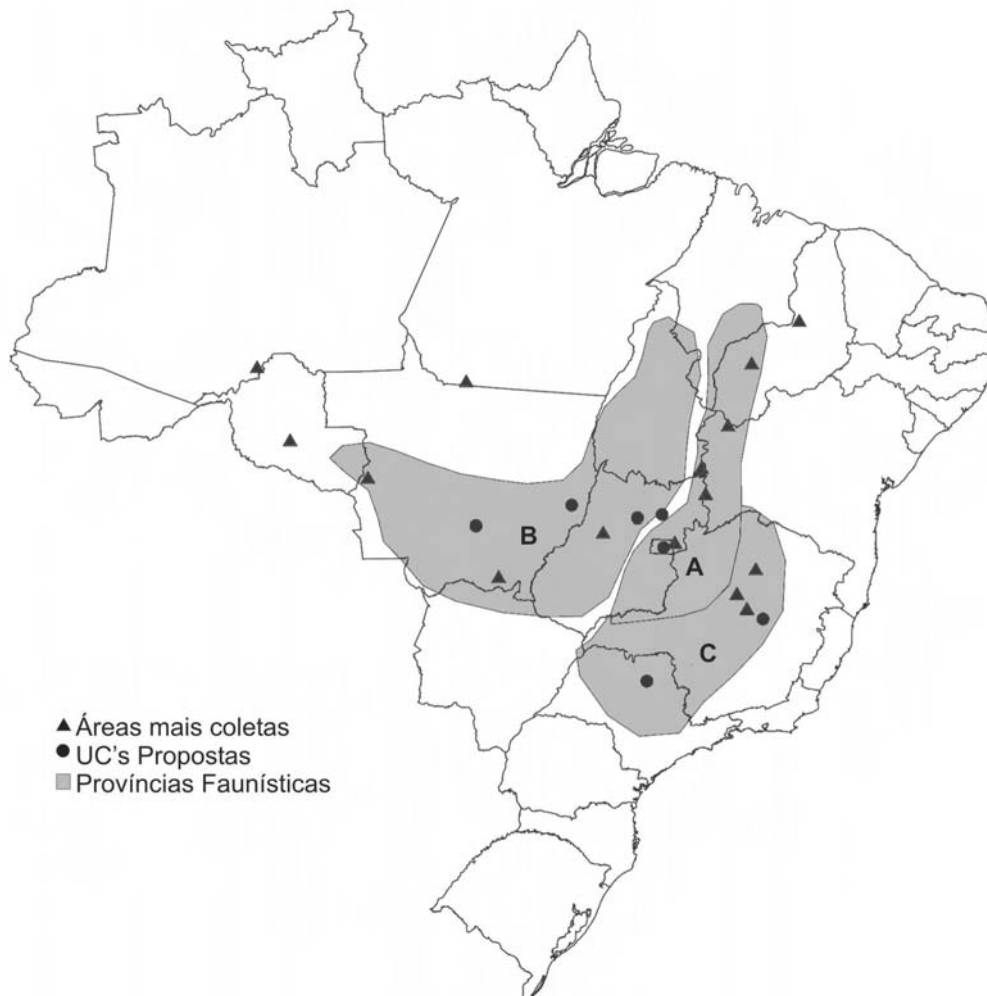 B
A
C
Áreas mais coletas
UC's Propostas
Províncias Faunísticas